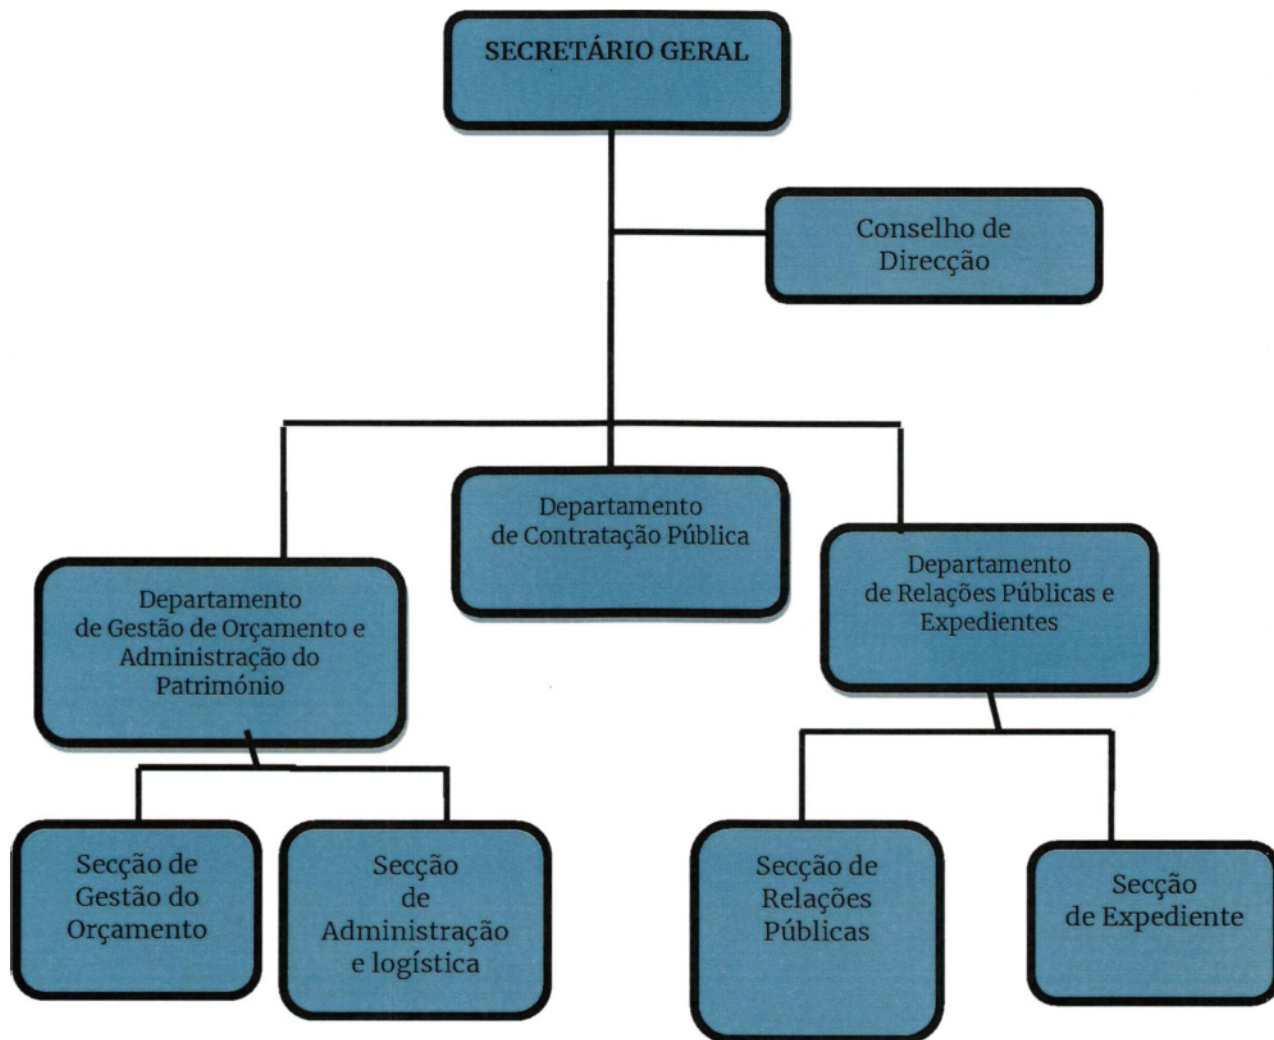 SECRETÁRIO GERAL
Conselho de
Direcção
Departamento
de Contratação Pública
Departamento
de Relações Públicas e
Expedientes
Departamento
de Gestão de Orçamento e
Administração do
Património
Secção de
Gestão do
Orçamento
Secção
de
Administração
e logística
Secção de
Relações
Públicas
Secção
de Expediente